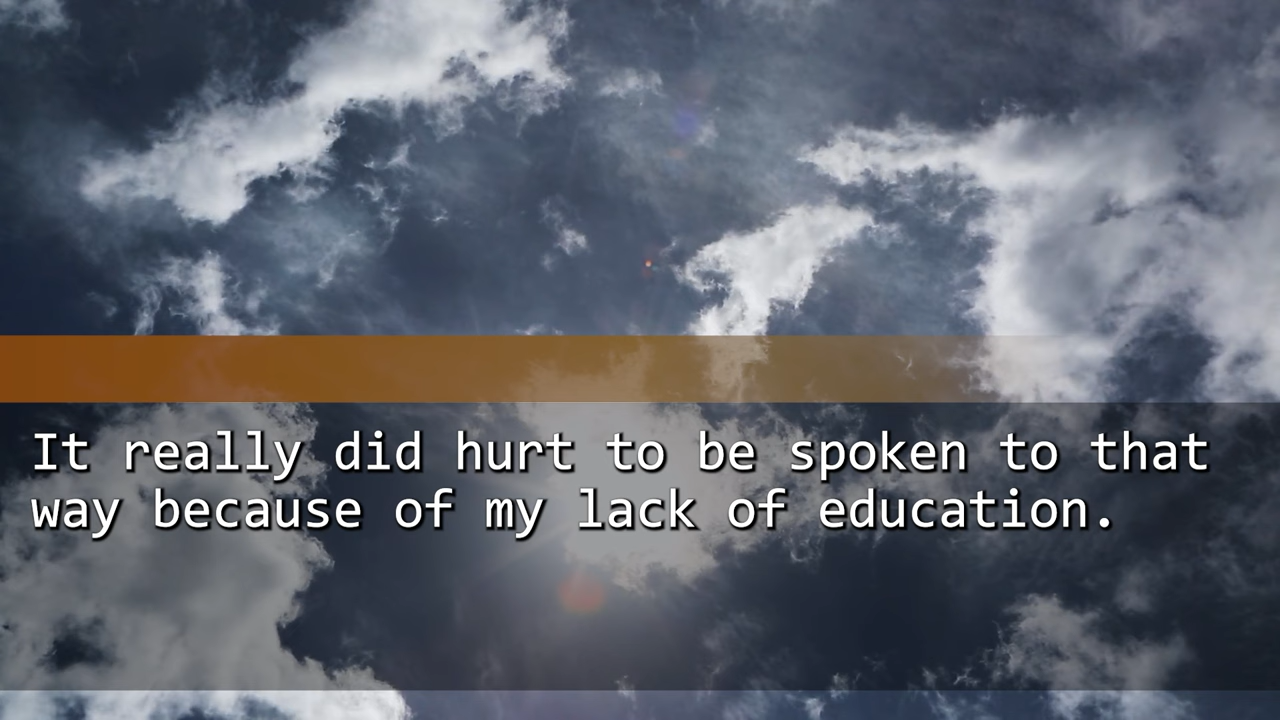 It really did hurt to be spoken to that
way because of my lack of education.